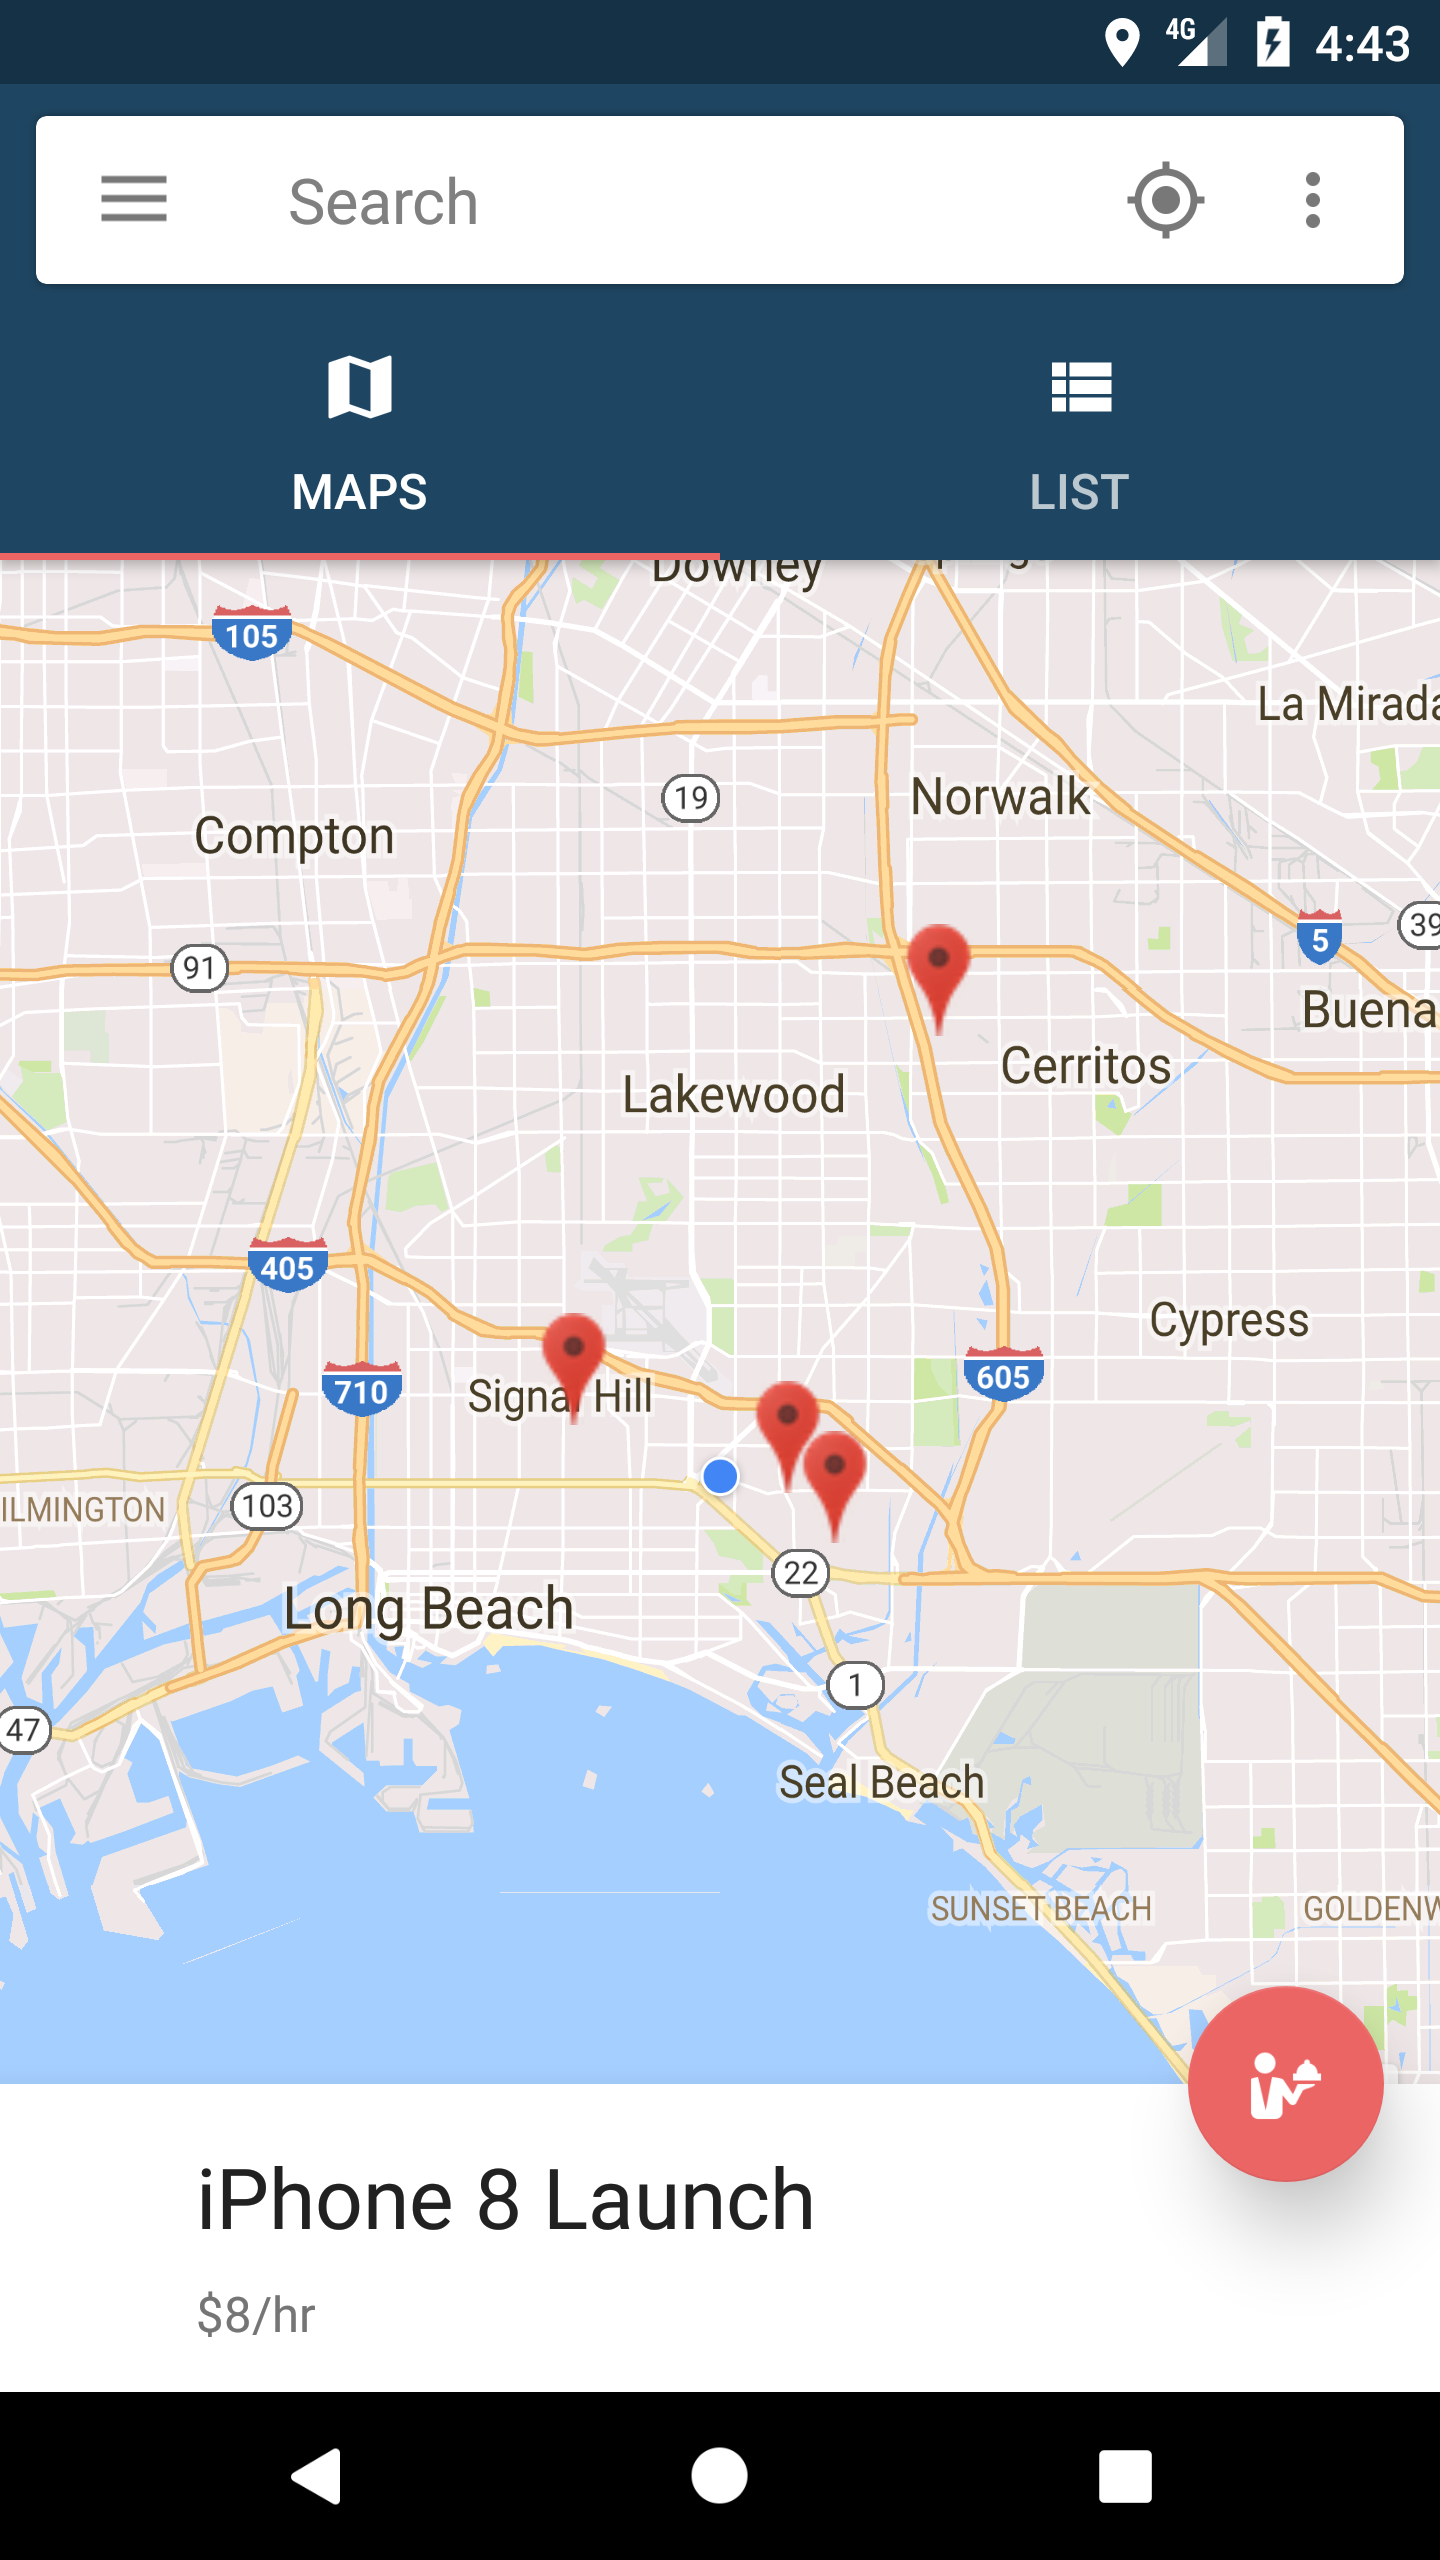 4G 4:43
Search
MAPS LIST
Downey
105
La Mirada
19
Norwalk
Compton
39
5
91
Buena
Cerritos
Lakewood
405
Cypress
605
710
Signal Hill
103
ILMINGTON
22
Long Beach
1
47
Seal Beach
SUNSET BEACH
GOLDENW
iPhone 8 Launch
$8/hr